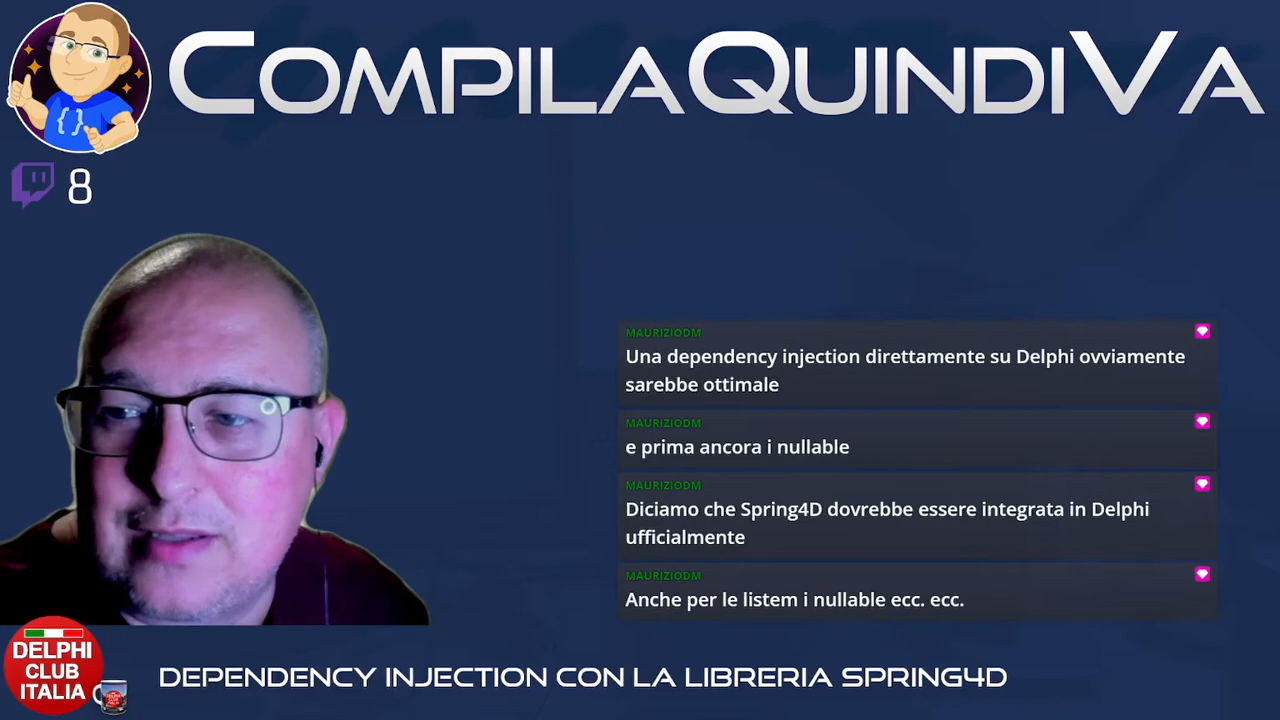 COMPILAQUINDIVA
{ }
8
MAURIZIODM
Una dependency injection direttamente su Delphi ovviamente
sarebbe ottimale
MAURIZIODM
e prima ancora i nullable
MAURIZIODM
Diciamo che Spring4D dovrebbe essere integrata in Delphi
ufficialmente
MAURIZIODM
Anche per le listem i nullable ecc. ecc.
DELPHI
CLUB
ITALIA
DEPENDENCY INJECTION CON LA LIBRERIA SPRING4D